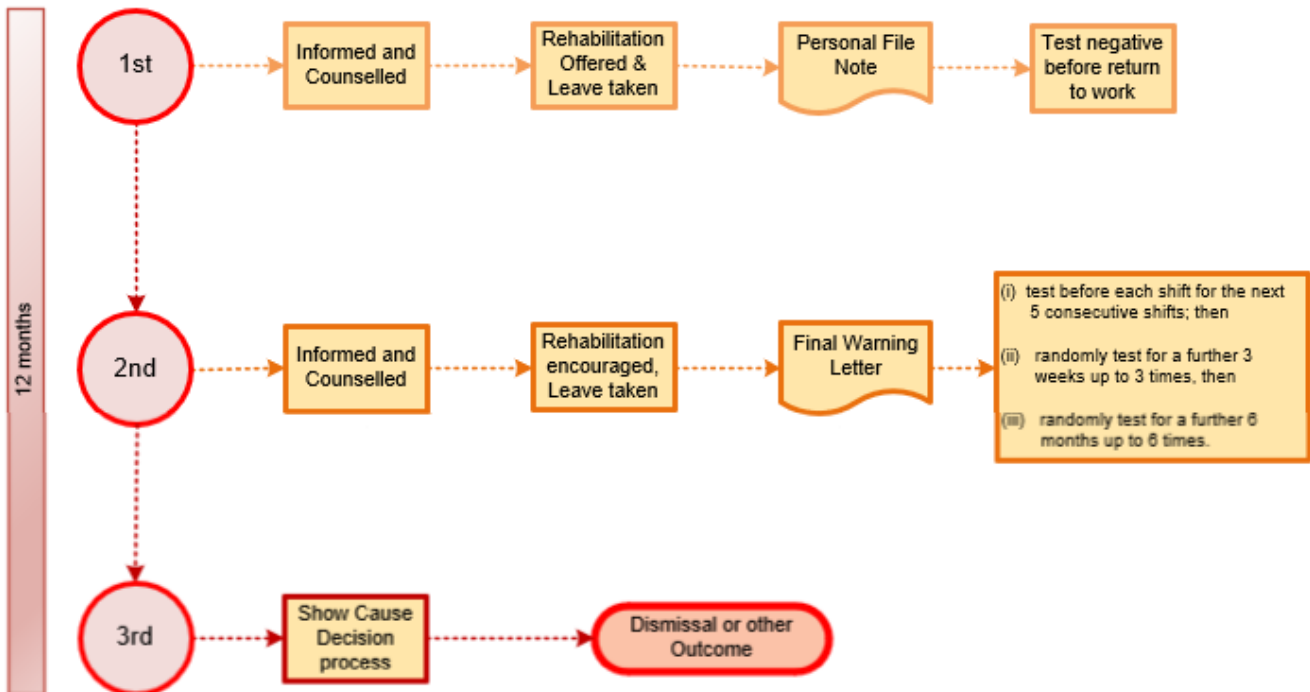 12 months
1st
Informed and
Counselled
Rehabilitation
Offered &
Leave taken
Personal File
Note
Test negative
before return
to work
2nd
Informed and
Counselled
Rehabilitation
encouraged,
Leave taken
Final Warning
Letter
(i) test before each shift for the next
5 consecutive shifts; then
(ii) randomly test for a further 3
weeks up to 3 times, then
(iii) randomly test for a further 6
months up to 6 times.
3rd
Show Cause
Decision
process
Dismissal or other
Outcome